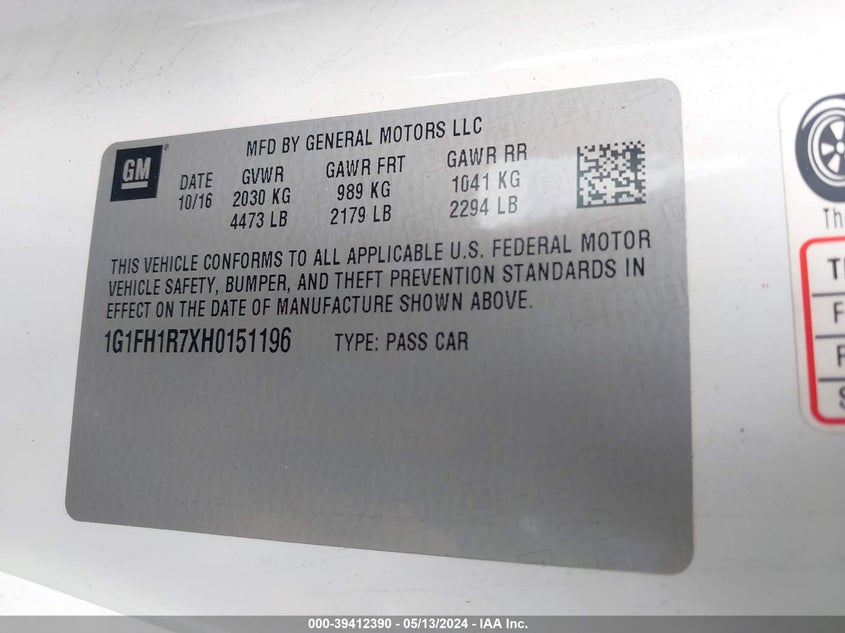 GM
MFD BY GENERAL MOTORS LLC
DATE GVWR GAWR FRT GAWR RR
10/16 2030 KG 989 KG 1041 KG
4473 LB 2179 LB 2294 LB
THIS VEHICLE CONFORMS TO ALL APPLICABLE U.S. FEDERAL MOTOR
VEHICLE SAFETY, BUMPER, AND THEFT PREVENTION STANDARDS IN
EFFECT ON THE DATE OF MANUFACTURE SHOWN ABOVE.
1G1FH1R7XH0151196 TYPE: PASS CAR
Th
000-39412390 - 05/13/2024 - IAA Inc.